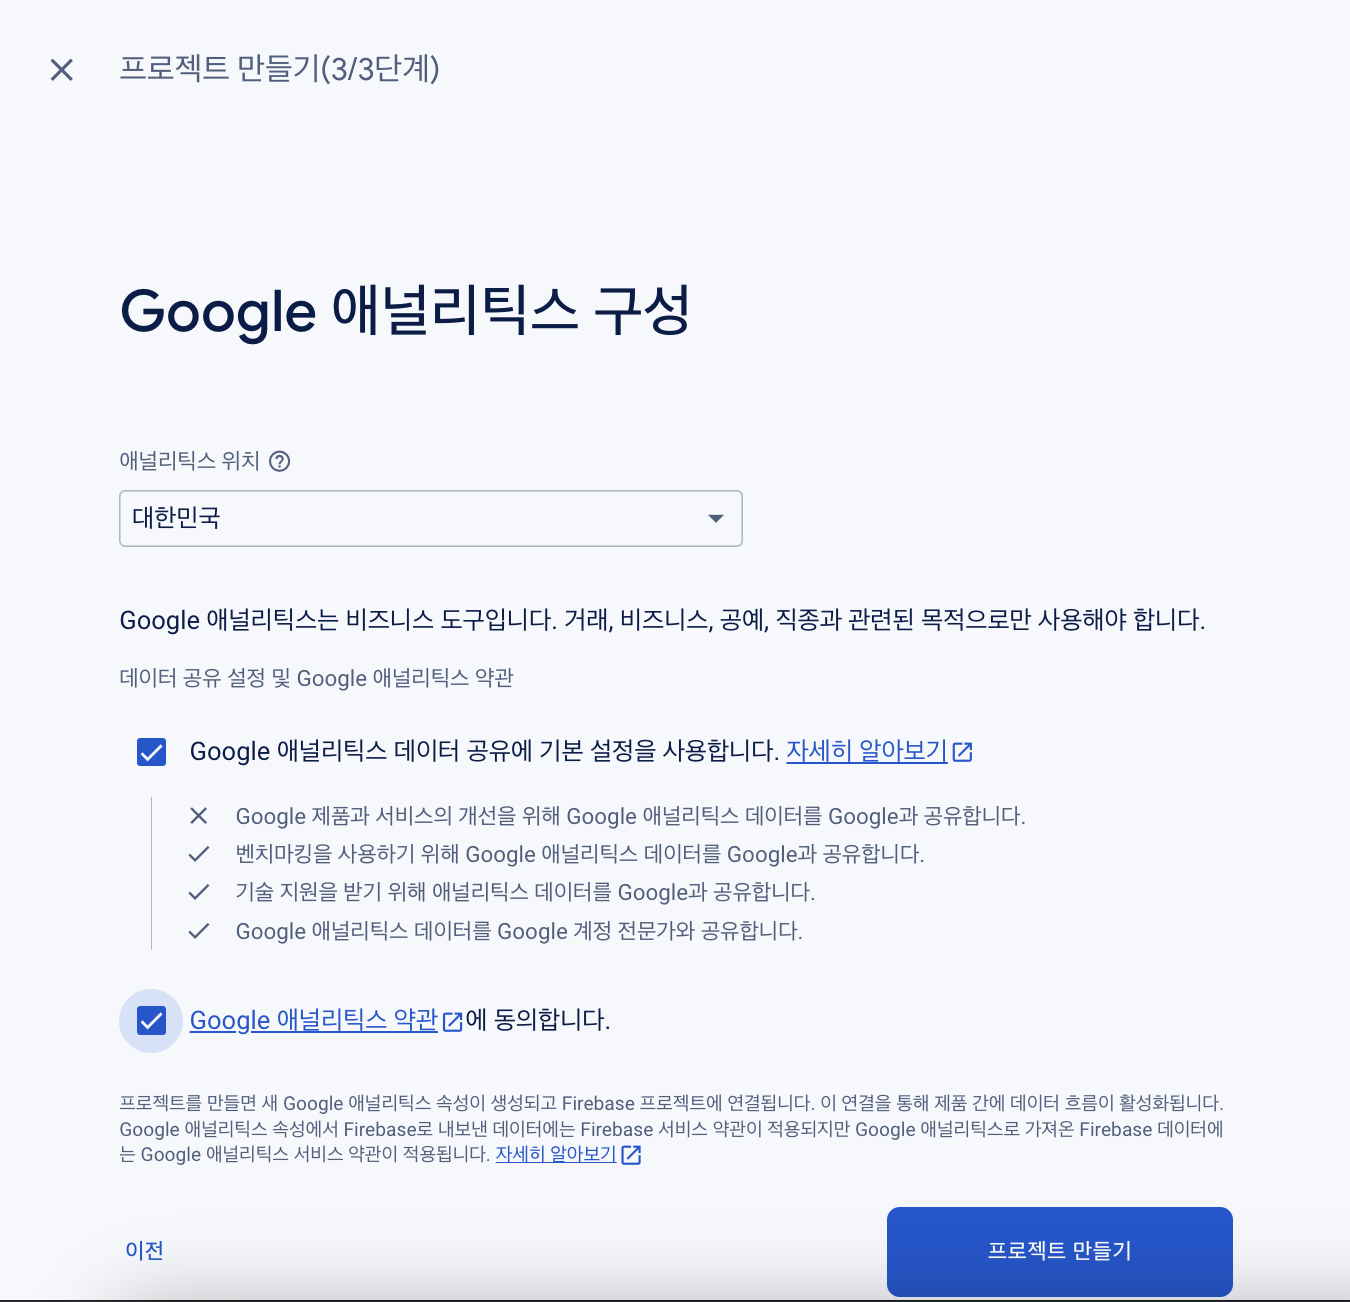 프로젝트 만들기(3/3단계)
Google 애널리틱스 구성
애널리틱스 위치
대한민국
Google 애널리틱스는 비즈니스 도구입니다. 거래, 비즈니스, 공예, 직종과 관련된 목적으로만 사용해야 합니다.
데이터 공유 설정 및 Google 애널리틱스 약관
Google 애널리틱스 데이터 공유에 기본 설정을 사용합니다. 자세히 알아보기
Google 제품과 서비스의 개선을 위해 Google 애널리틱스 데이터를 Google과 공유합니다.
벤치마킹을 사용하기 위해 Google 애널리틱스 데이터를 Google과 공유합니다.
기술 지원을 받기 위해 애널리틱스 데이터를 Google과 공유합니다.
Google 애널리틱스 데이터를 Google 계정 전문가와 공유합니다.
Google 애널리틱스 약관에 동의합니다.
프로젝트를 만들면 새 Google 애널리틱스 속성이 생성되고 Firebase 프로젝트에 연결됩니다. 이 연결을 통해 제품 간에 데이터 흐름이 활성화됩니다.
Google 애널리틱스 속성에서 Firebase로 내보낸 데이터에는 Firebase 서비스 약관이 적용되지만 Google 애널리틱스로 가져온 Firebase 데이터에
는 Google 애널리틱스 서비스 약관이 적용됩니다. 자세히 알아보기
이전
프로젝트 만들기